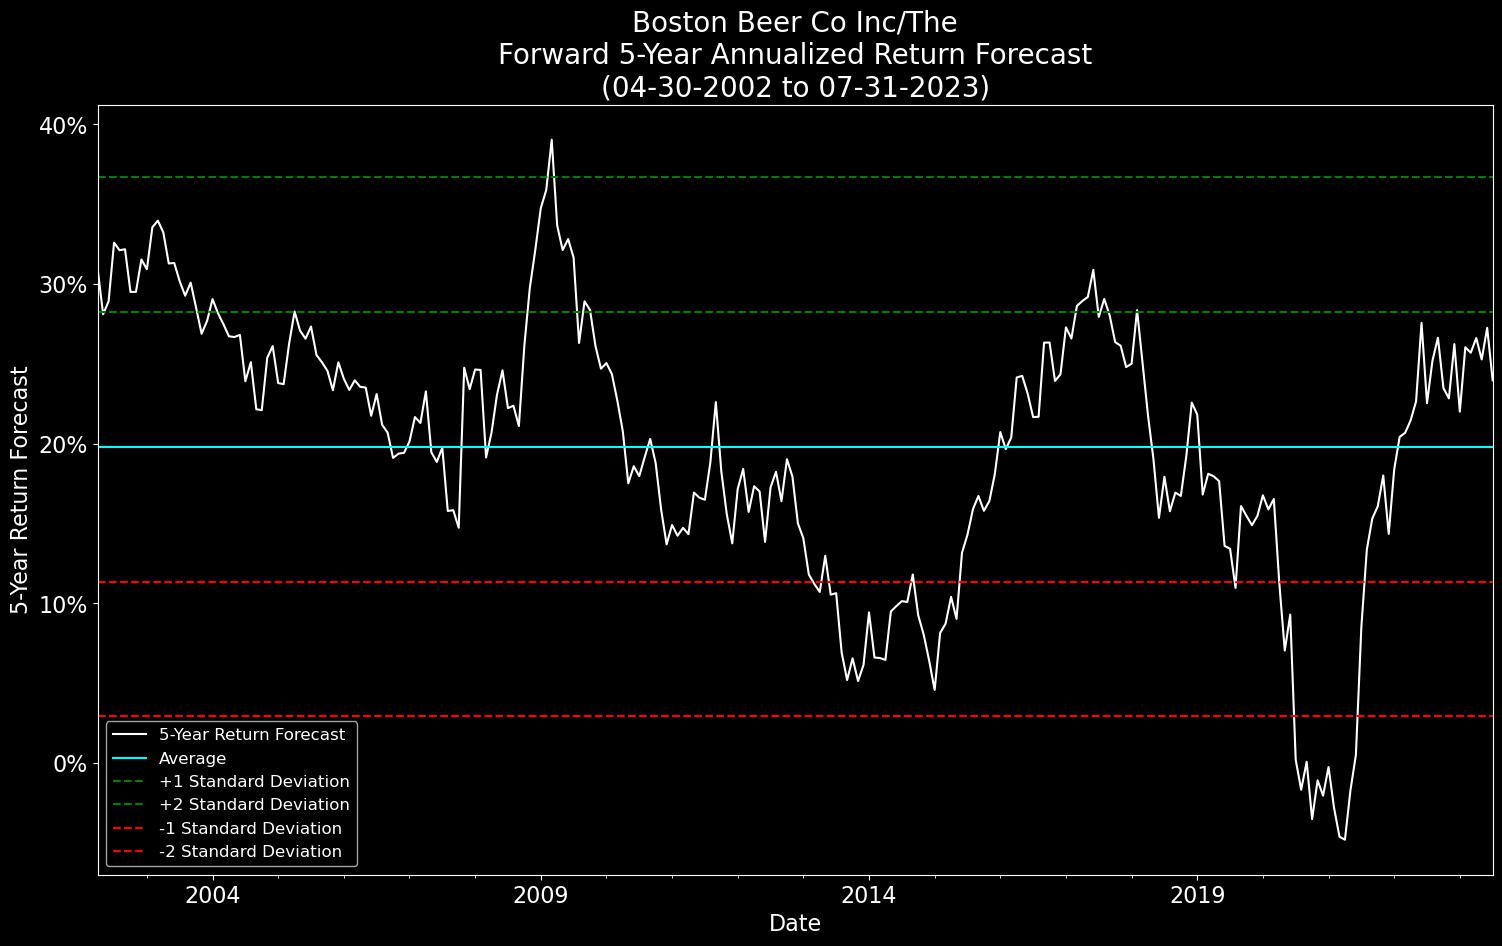 Boston Beer Co Inc/The
Forward 5-Year Annualized Return Forecast
(04-30-2002 to 07-31-2023)
5-Year Return Forecast
40%
30%
20%
10%
0%
5-Year Return Forecast
Average
+1 Standard Deviation
+2 Standard Deviation
-1 Standard Deviation
-2 Standard Deviation
2004
2009
2014
2019
Date